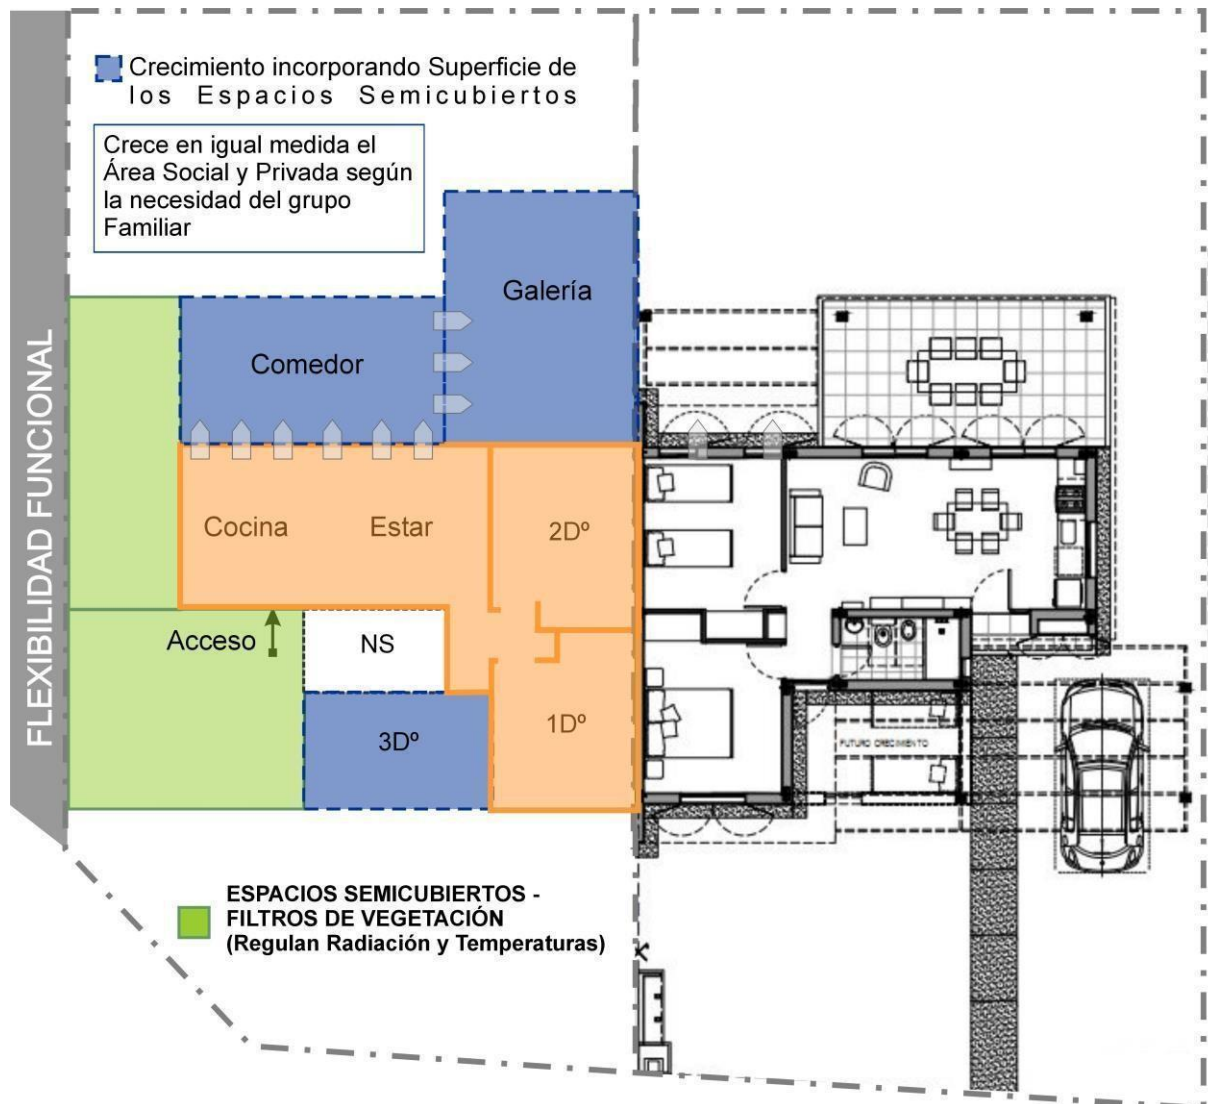 FLEXIBILIDAD FUNCIONAL
Crecimiento incorporando Superficie de
los Espacios Semicubiertos
Crece en igual medida el
Área Social y Privada según
la necesidad del grupo
Familiar
Galería
Comedor
Cocina
Estar
2Dº
Acceso
NS
3Dº
1Dº
FUTURO CRECIMIENTO
ESPACIOS SEMICUBIERTOS -
FILTROS DE VEGETACIÓN
(Regulan Radiación y Temperaturas)